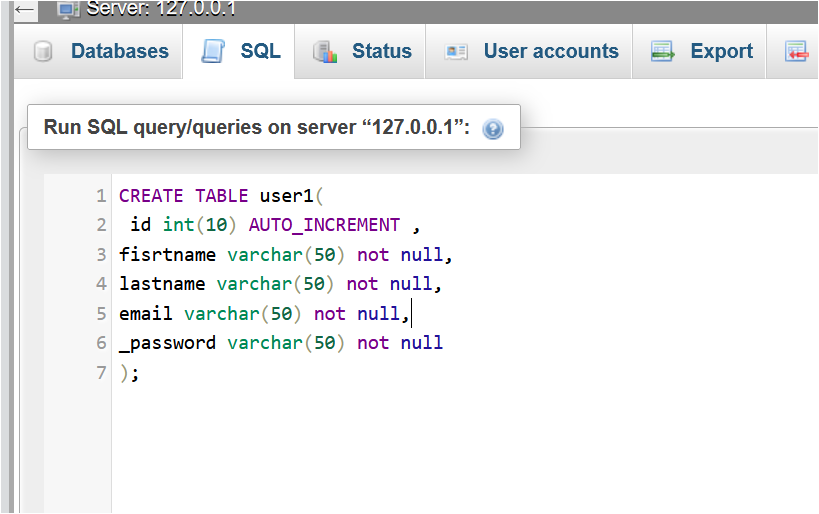 Server: 127.0.0.1
Databases SQL Status User accounts Export
Run SQL query/queries on server “127.0.0.1”:
1 CREATE TABLE user1(
2 id int(10) AUTO_INCREMENT ,
3 fisrtname varchar(50) not null,
4 lastname varchar(50) not null,
5 email varchar(50) not null,
6 _password varchar(50) not null
7 );